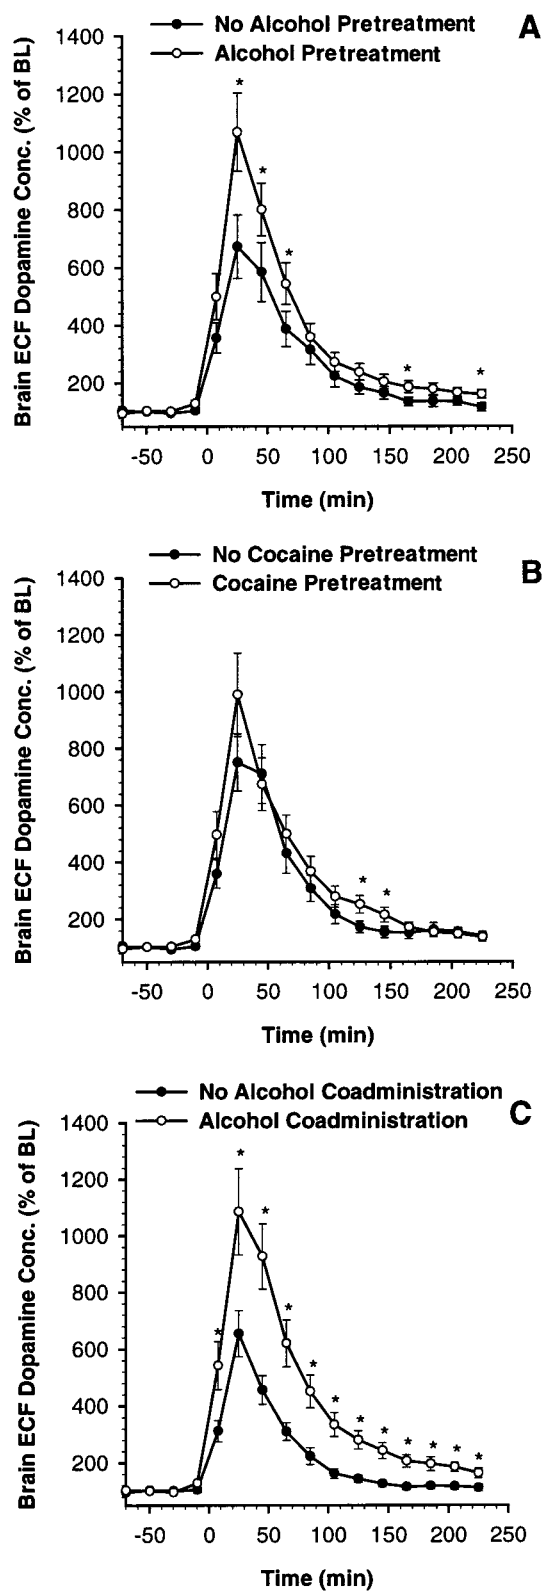 No Alcohol Pretreatment
Alcohol Pretreatment
A
Brain ECF Dopamine Conc. (% of BL)
1400
1200
1000
800
600
400
200
* * * * *
-50 0 50 100 150 200 250
Time (min)
No Cocaine Pretreatment
Cocaine Pretreatment
B
Brain ECF Dopamine Conc. (% of BL)
1400
1200
1000
800
600
400
200
* *
-50 0 50 100 150 200 250
Time (min)
No Alcohol Coadministration
Alcohol Coadministration
C
Brain ECF Dopamine Conc. (% of BL)
1400
1200
1000
800
600
400
200
* * * * * * * * * * * *
-50 0 50 100 150 200 250
Time (min)